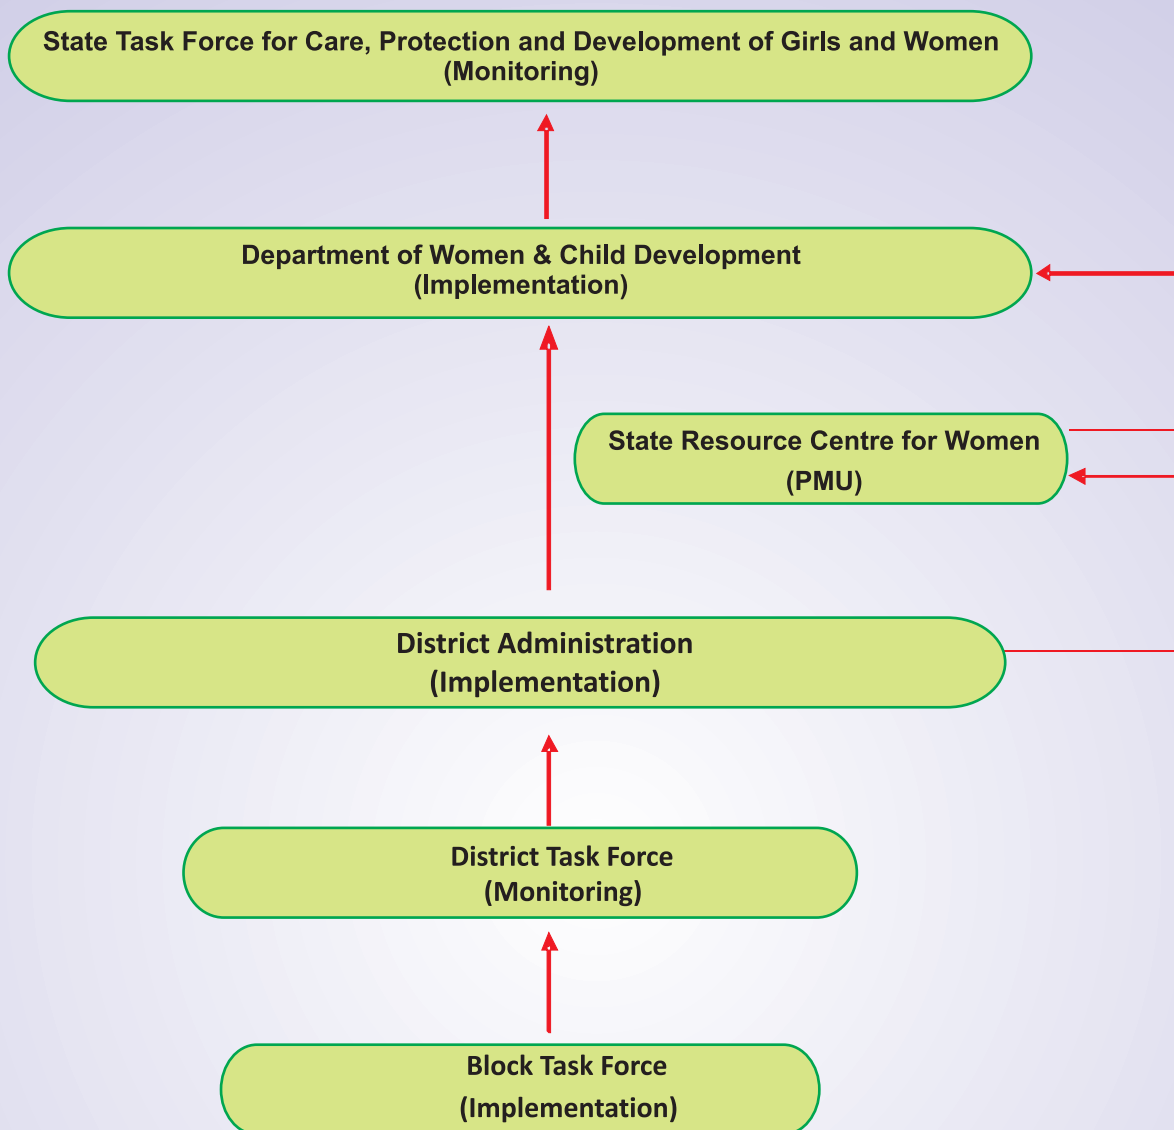 State Task Force for Care, Protection and Development of Girls and Women
(Monitoring)
Department of Women & Child Development
(Implementation)
State Resource Centre for Women
(PMU)
District Administration
(Implementation)
District Task Force
(Monitoring)
Block Task Force
(Implementation)